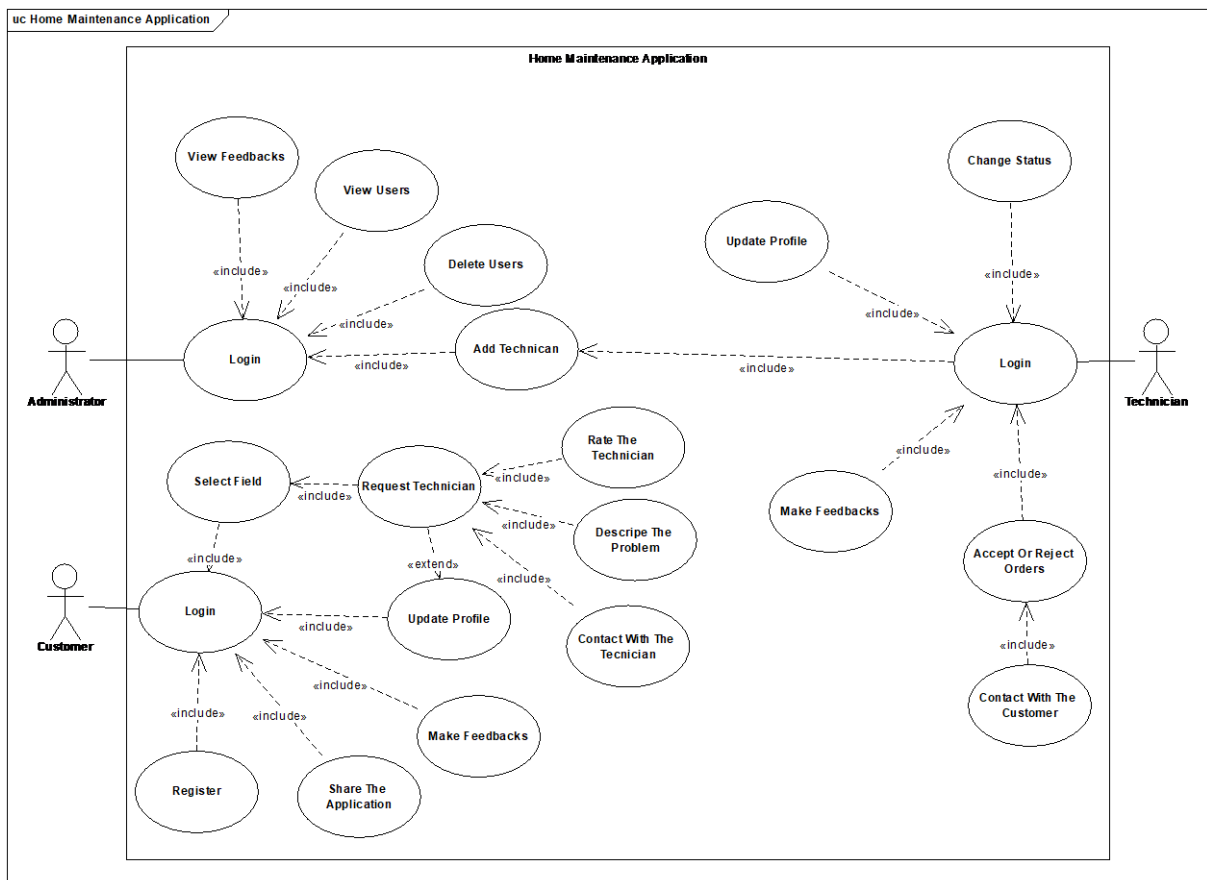 uc Home Maintenance Application
Home Maintenance Application
View Feedbacks
View Users
Delete Users
Add Technican
Login
Administrator
«include»
«include»
«include»
«include»
Change Status
Update Profile
«include»
«include»
«include»
Login
Technician
«include»
«include»
Make Feedbacks
Accept Or Reject
Orders
«include»
Contact With The
Customer
Select Field
Request Technician
Rate The
Technician
«include»
«include»
Descripe The
Problem
«include»
«include»
Contact With The
Tecnician
«include»
«extend»
Login
Customer
Update Profile
«include»
«include»
Make Feedbacks
«include»
«include»
Register
Share The
Application